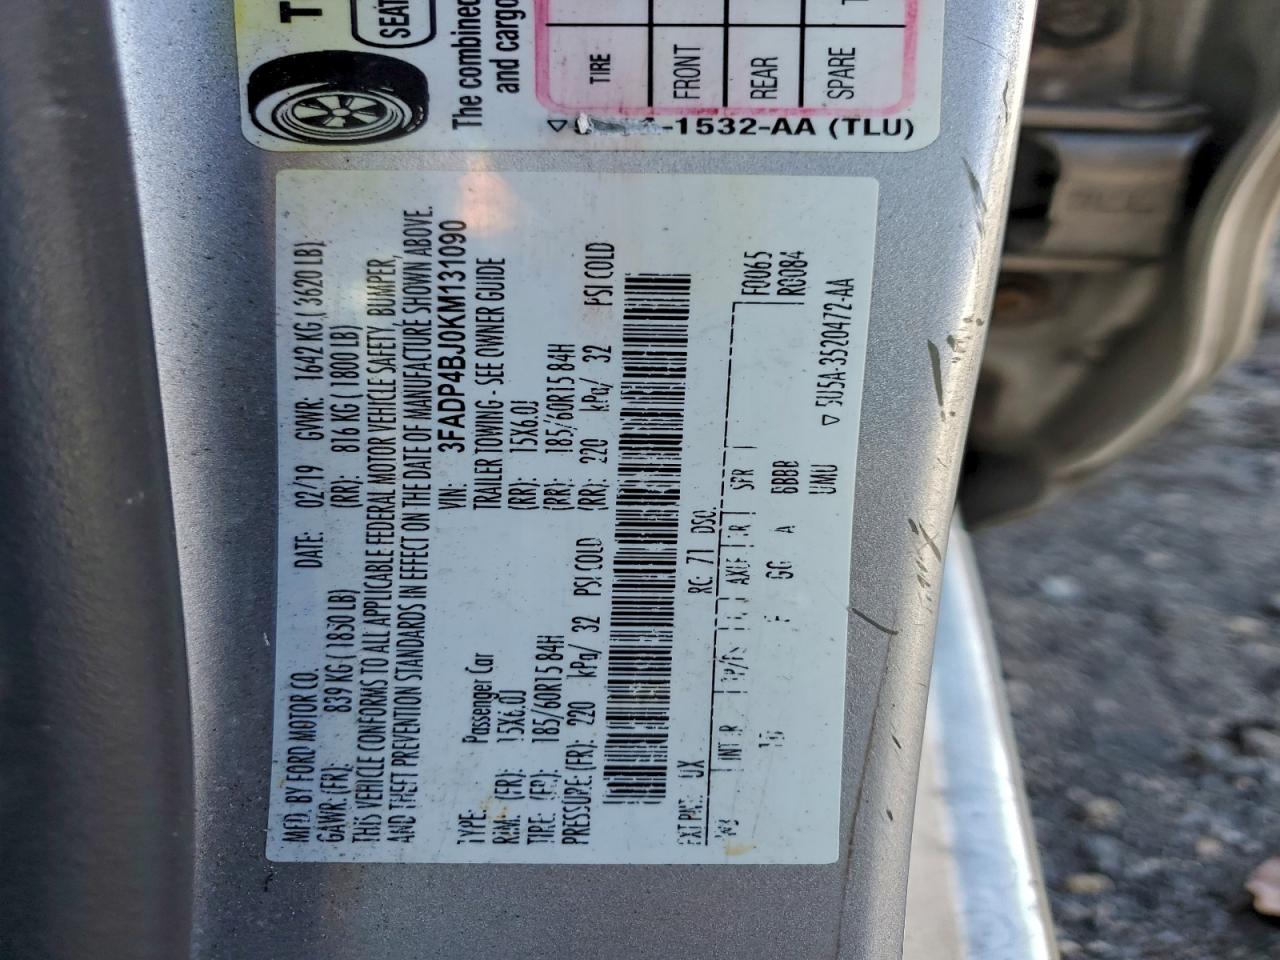 T
SEAT
The combined
and cargo
TIRE
FRONT
REAR
SPARE
-1532-AA (TLU)
MFD. BY FORD MOTOR CO. DATE: 02/19 GVWR: 1642 KG ( 3620 LB)
GAWR: (FR): 839 KG (1850 LB) (RR): 816 KG (1800 LB)
THIS VEHICLE CONFORMS TO ALL APPLICABLE FEDERAL MOTOR VEHICLE SAFETY, BUMPER,
AND THEFT PREVENTION STANDARDS IN EFFECT ON THE DATE OF MANUFACTURE SHOWN ABOVE.
VIN: 3FADP4BJ0KM131090
TYPE: Passenger Car TRAILER TOWING - SEE OWNER GUIDE
RIM: (FR): 15X6.0J (RR): 15X6.0J
TIRE: (FR): 185/60R15 84H (RR): 185/60R15 84H
PRESSURE (FR): 220 kPa/ 32 PSI COLD (RR): 220 kPa/ 32 PSI COLD
EXT PNT: UX RC: 71 DSO: F0065
INT TR TP/PS R AXLE TR SPR R0084
WB
F GG A BBBB
UMU
5U5A-3520472-AA